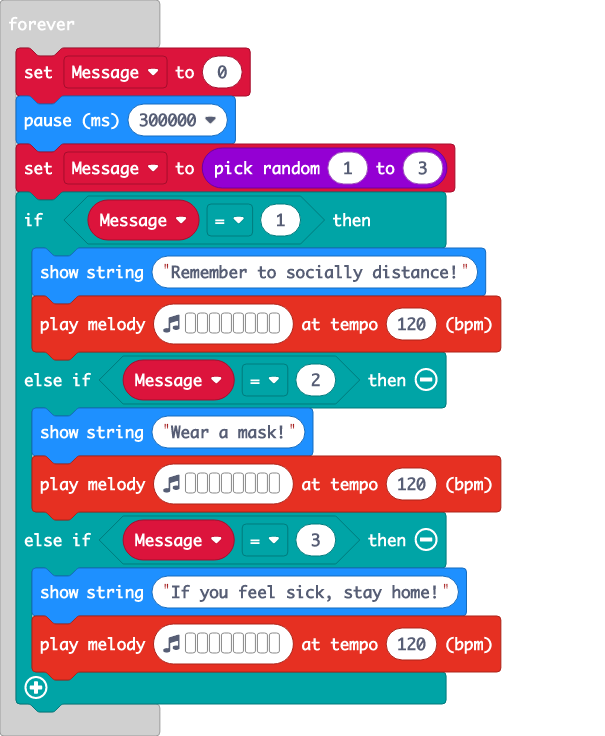 forever
set Message to 0
pause (ms) 300000
set Message to pick random 1 to 3
if Message = 1 then
show string "Remember to socially distance!"
play melody at tempo 120 (bpm)
else if Message = 2 then
show string "Wear a mask!"
play melody at tempo 120 (bpm)
else if Message = 3 then
show string "If you feel sick, stay home!"
play melody at tempo 120 (bpm)